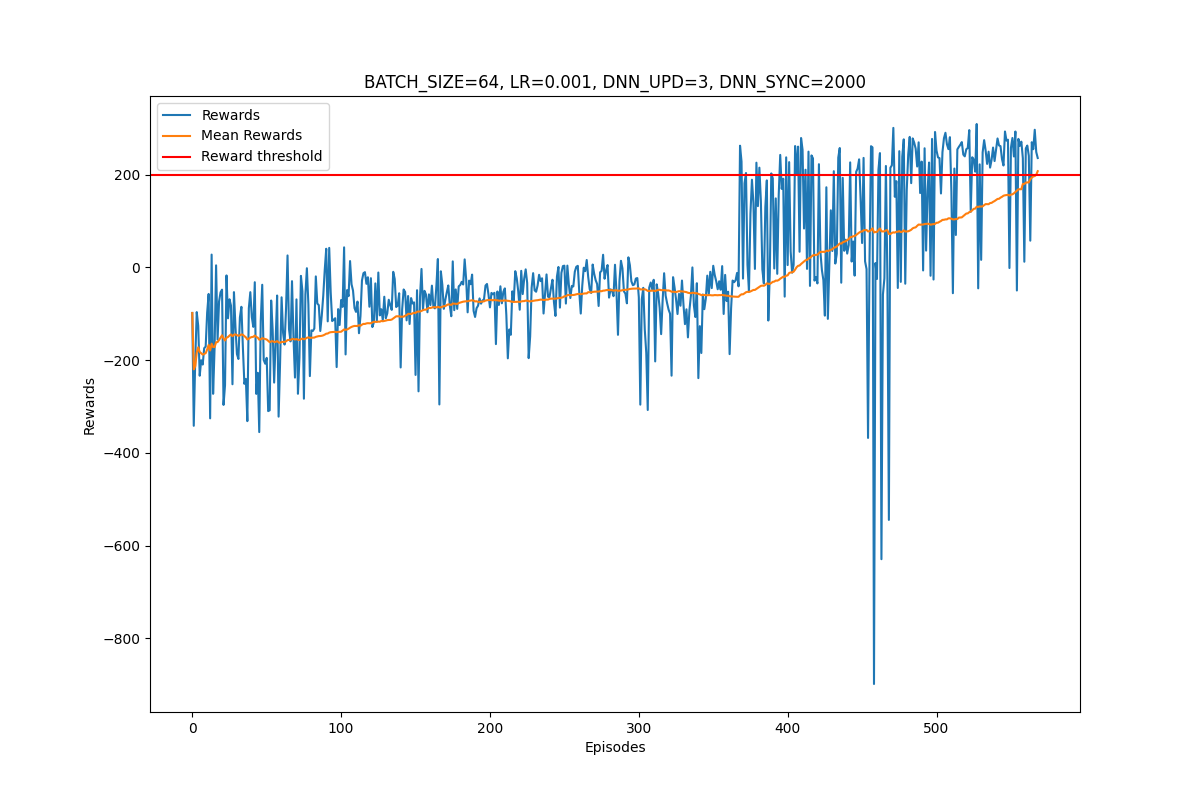 BATCH_SIZE=64, LR=0.001, DNN_UPD=3, DNN_SYNC=2000
Rewards
Mean Rewards
Reward threshold
200
0
−200
−400
−600
−800
Rewards
0
100
200
300
400
500
Episodes